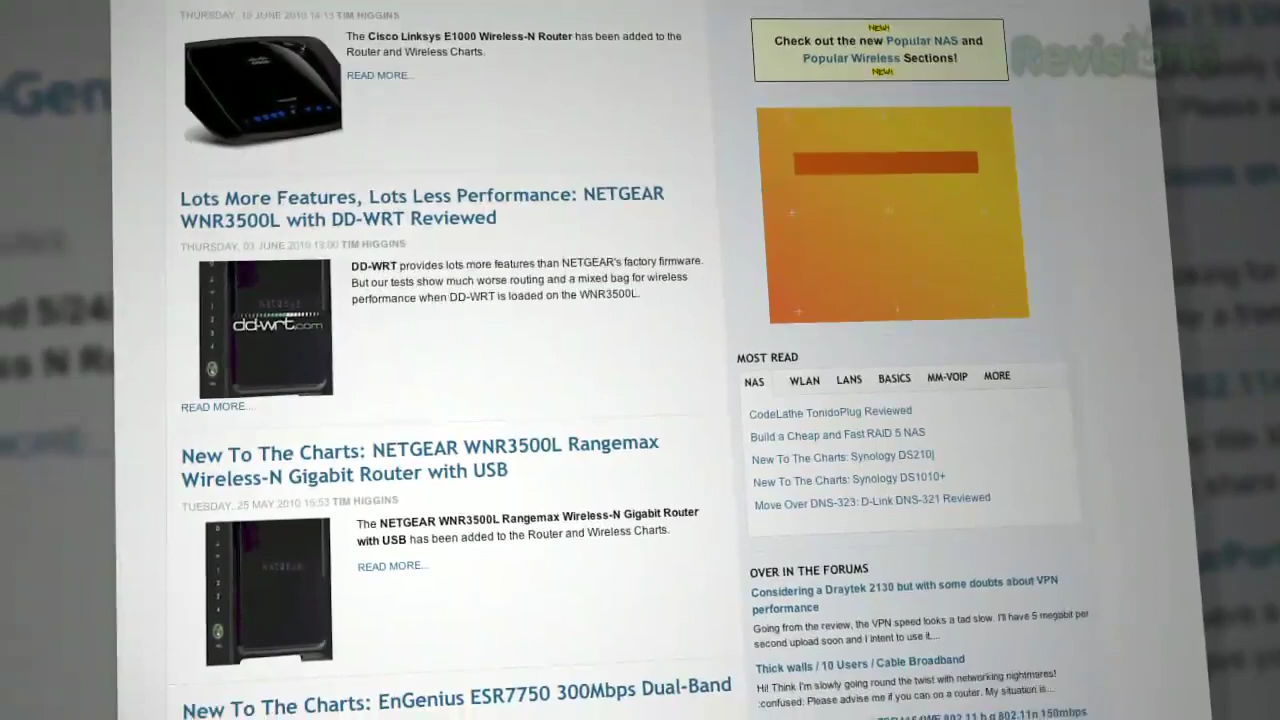 THURSDAY, 10 JUNE 2010 14:13 TIM HIGGINS
The Cisco Linksys E1000 Wireless-N Router has been added to the
Router and Wireless Charts.
READ MORE...
Lots More Features, Lots Less Performance: NETGEAR
WNR3500L with DD-WRT Reviewed
THURSDAY, 03 JUNE 2010 13:00 TIM HIGGINS
DD-WRT provides lots more features than NETGEAR's factory firmware.
But our tests show much worse routing and a mixed bag for wireless
performance when DD-WRT is loaded on the WNR3500L.
NETGEAR
dd-wrt.com
READ MORE...
New To The Charts: NETGEAR WNR3500L Rangemax
Wireless-N Gigabit Router with USB
TUESDAY, 25 MAY 2010 15:53 TIM HIGGINS
The NETGEAR WNR3500L Rangemax Wireless-N Gigabit Router
with USB has been added to the Router and Wireless Charts.
READ MORE...
NETGEAR
New To The Charts: EnGenius ESR7750 300Mbps Dual-Band
NEW!
Check out the new Popular NAS and
Popular Wireless Sections!
NEW!
MOST READ
NAS WLAN LANS BASICS MM-VOIP MORE
CodeLathe TonidoPlug Reviewed
Build a Cheap and Fast RAID 5 NAS
New To The Charts: Synology DS210j
New To The Charts: Synology DS1010+
Move Over DNS-323: D-Link DNS-321 Reviewed
OVER IN THE FORUMS
Considering a Draytek 2130 but with some doubts about VPN
performance
Going from the review, the VPN speed looks a tad slow. I'll have 5 megabit per
second upload soon and I intent to use it....
Thick walls / 10 Users / Cable Broadband
Hi! Think I'm slowly going round the twist with networking nightmares!
:confused: Please advise me if you can on a router. My situation is...
802.11n 150mbps